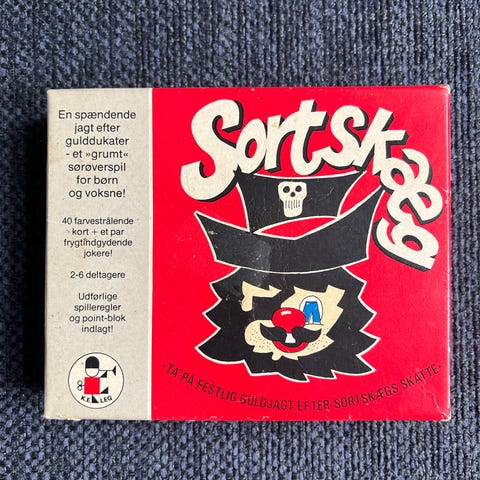 En spændende
jagt efter
gulddukater
- et »grumt«
sørøverspil
for børn
og voksne!
40 farvestrålende
kort + et par
frygtindgydende
jokere!
2-6 deltagere
Udførlige
spilleregler
og point-blok
indlagt!
K.E. LEG
Sortskæg
·TA' PÅ FESTLIG GULDJAGT EFTER SORTSKÆGS SKATTE·